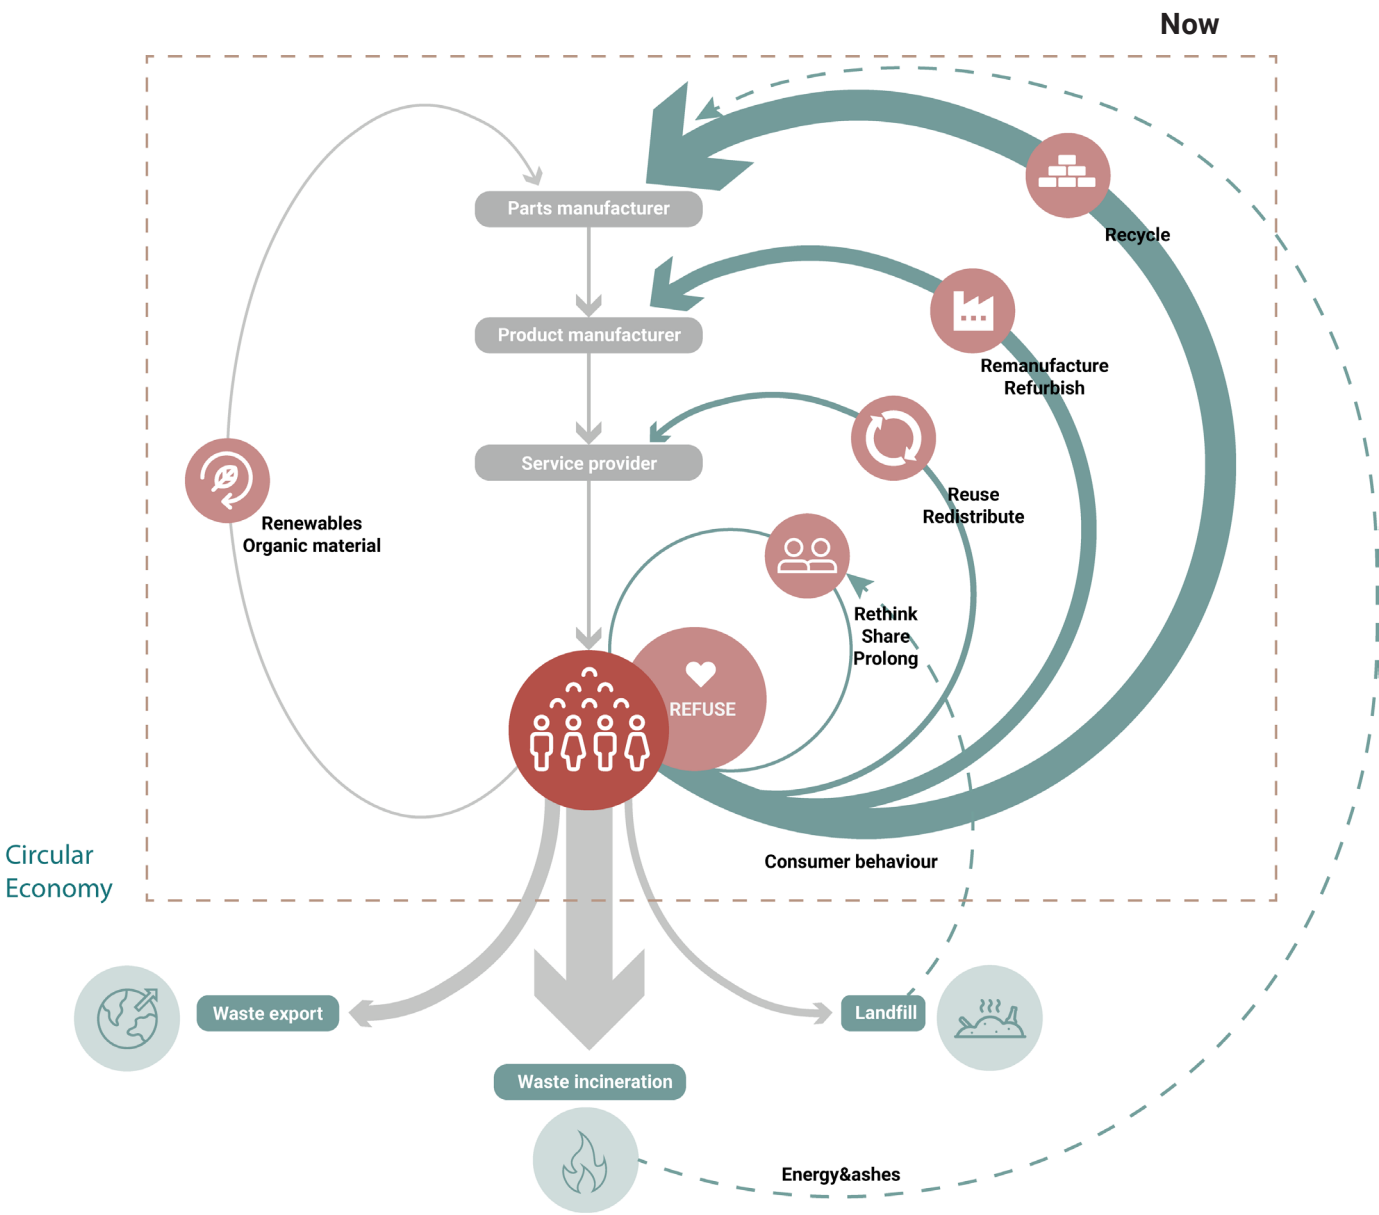 Now
Parts manufacturer
Recycle
Product manufacturer
Remanufacture
Refurbish
Service provider
Reuse
Redistribute
Renewables
Organic material
Rethink
Share
Prolong
REFUSE
Consumer behaviour
Circular
Economy
Waste export
Landfill
Waste incineration
Energy&ashes